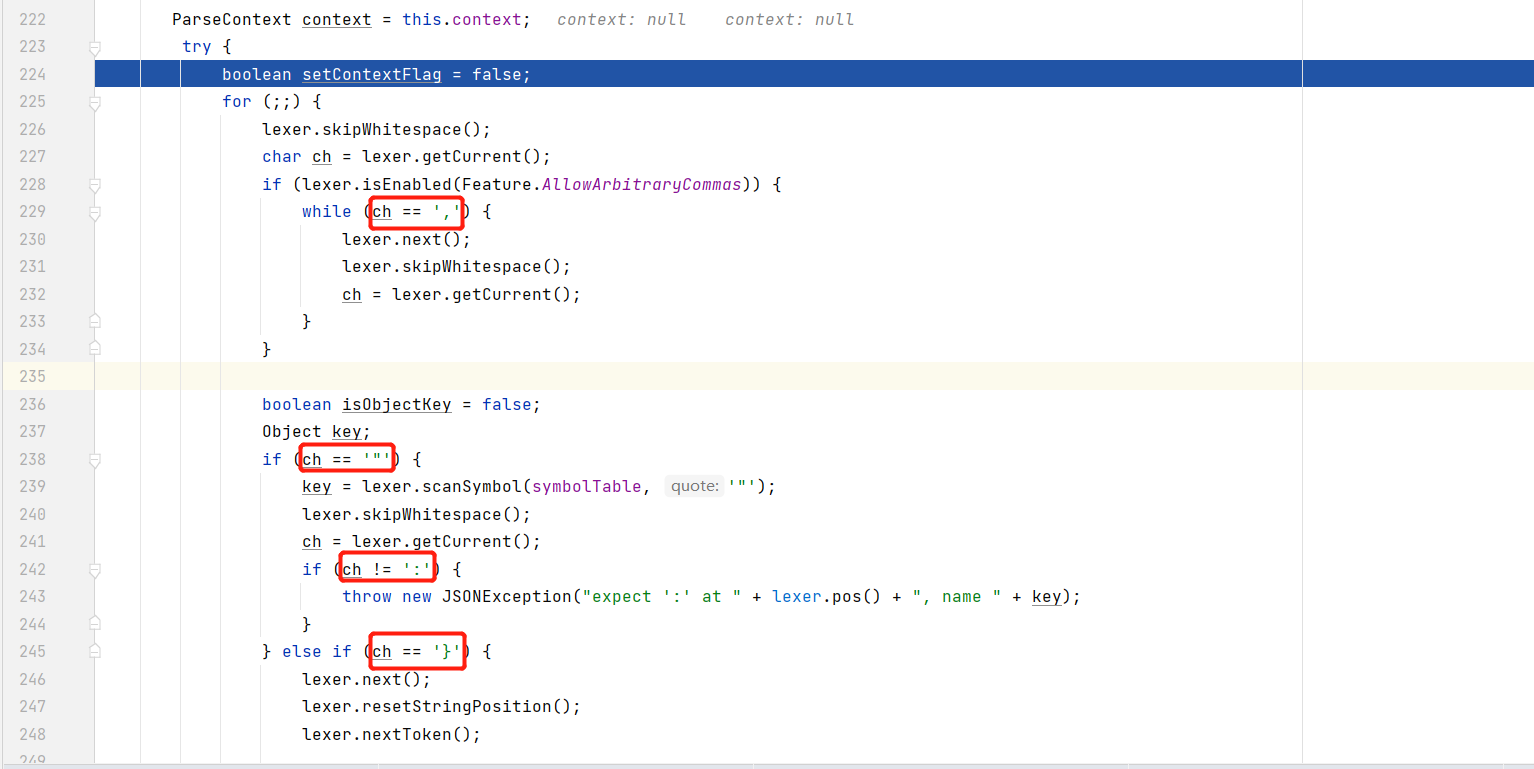 222 ParseContext context = this.context; context: null context: null
223 try {
224 boolean setContextFlag = false;
225 for (;;) {
226 lexer.skipWhitespace();
227 char ch = lexer.getCurrent();
228 if (lexer.isEnabled(Feature.AllowArbitraryCommas)) {
229 while (ch == ',') {
230 lexer.next();
231 lexer.skipWhitespace();
232 ch = lexer.getCurrent();
233 }
234 }
235
236 boolean isObjectKey = false;
237 Object key;
238 if (ch == '"') {
239 key = lexer.scanSymbol(symbolTable, quote: '"');
240 lexer.skipWhitespace();
241 ch = lexer.getCurrent();
242 if (ch != ':') {
243 throw new JSONException("expect ':' at " + lexer.pos() + ", name " + key);
244 }
245 } else if (ch == '}') {
246 lexer.next();
247 lexer.resetStringPosition();
248 lexer.nextToken();
249